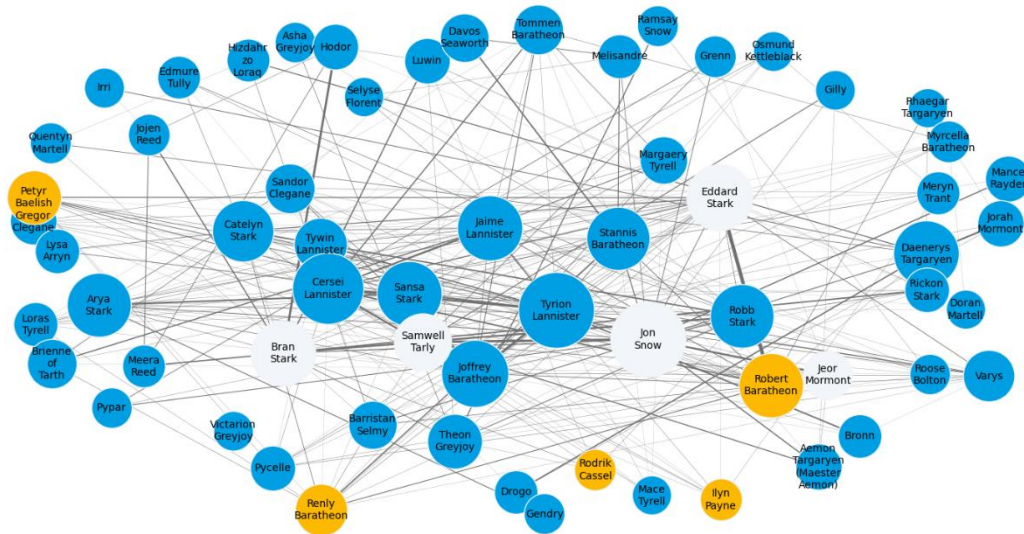 Asha
Greyjoy
Hodor
Hizdahr
zo
Loraq
Luwin
Davos
Seaworth
Tommen
Baratheon
Melisandre
Ramsay
Snow
Grenn
Osmund
Kettleblack
Irri
Edmure
Tully
Selyse
Florent
Gilly
Rhaegar
Targaryen
Quentyn
Martell
Jojen
Reed
Myrcella
Baratheon
Margaery
Tyrell
Mance
Rayder
Petyr
Baelish
Gregor
Clegane
Sandor
Clegane
Eddard
Stark
Meryn
Trant
Jorah
Mormont
Catelyn
Stark
Tywin
Lannister
Jaime
Lannister
Stannis
Baratheon
Lysa
Arryn
Daenerys
Targaryen
Cersei
Lannister
Sansa
Stark
Rickon
Stark
Doran
Martell
Arya
Stark
Tyrion
Lannister
Robb
Stark
Loras
Tyrell
Brienne
of
Tarth
Meera
Reed
Bran
Stark
Samwell
Tarly
Jon
Snow
Joffrey
Baratheon
Robert
Baratheon
Jeor
Mormont
Roose
Bolton
Varys
Pypar
Victarion
Greyjoy
Barristan
Selmy
Theon
Greyjoy
Bronn
Pycelle
Aemon
Targaryen
(Maester
Aemon)
Rodrik
Cassel
Renly
Baratheon
Drogo
Gendry
Mace
Tyrell
Ilyn
Payne